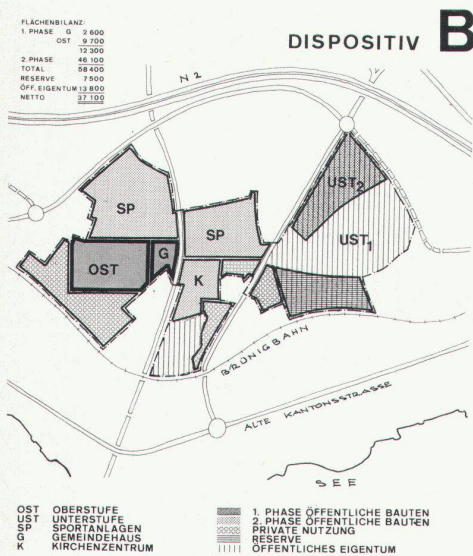 FLÄCHENBILANZ:
1. PHASE G 2 600
OST 9 700
12 300
2. PHASE 46 100
TOTAL 58 400
RESERVE 7 500
ÖFF. EIGENTUM 13 800
NETTO 37 100
DISPOSITIV B
N 2
UST2
SP
SP
UST1
OST
G
K
BRÜNIGBAHN
ALTE KANTONSSTRASSE
SEE
OST OBERSTUFE
UST UNTERSTUFE
SP SPORTANLAGEN
G GEMEINDEHAUS
K KIRCHENZENTRUM
1. PHASE ÖFFENTLICHE BAUTEN
2. PHASE ÖFFENTLICHE BAUTEN
PRIVATE NUTZUNG
RESERVE
ÖFFENTLICHES EIGENTUM